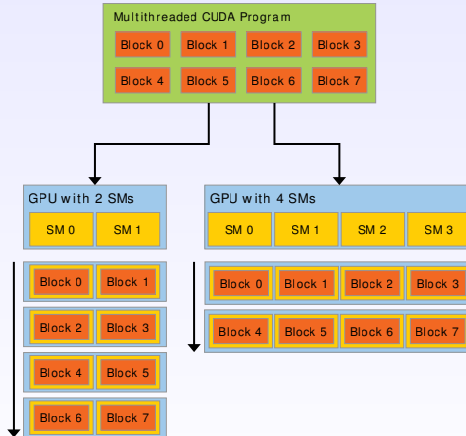 Multithreaded CUDA Program
Block 0 Block 1 Block 2 Block 3
Block 4 Block 5 Block 6 Block 7
GPU with 2 SMs
SM 0 SM 1
Block 0 Block 1
Block 2 Block 3
Block 4 Block 5
Block 6 Block 7
GPU with 4 SMs
SM 0 SM 1 SM 2 SM 3
Block 0 Block 1 Block 2 Block 3
Block 4 Block 5 Block 6 Block 7